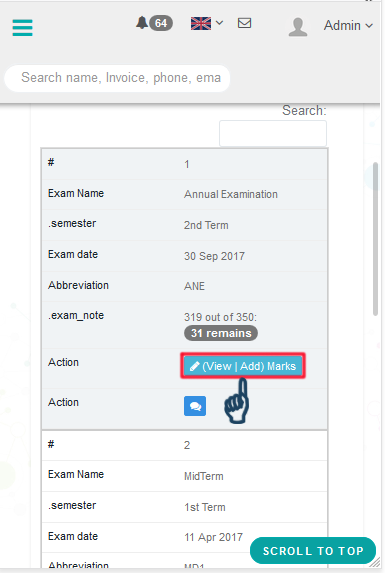 64
Admin
Search name, Invoice, phone, ema
Search:
# 1
Exam Name Annual Examination
.semester 2nd Term
Exam date 30 Sep 2017
Abbreviation ANE
.exam_note 319 out of 350:
31 remains
Action (View | Add) Marks
Action
# 2
Exam Name MidTerm
.semester 1st Term
Exam date 11 Apr 2017
SCROLL TO TOP
Abbreviation MD1